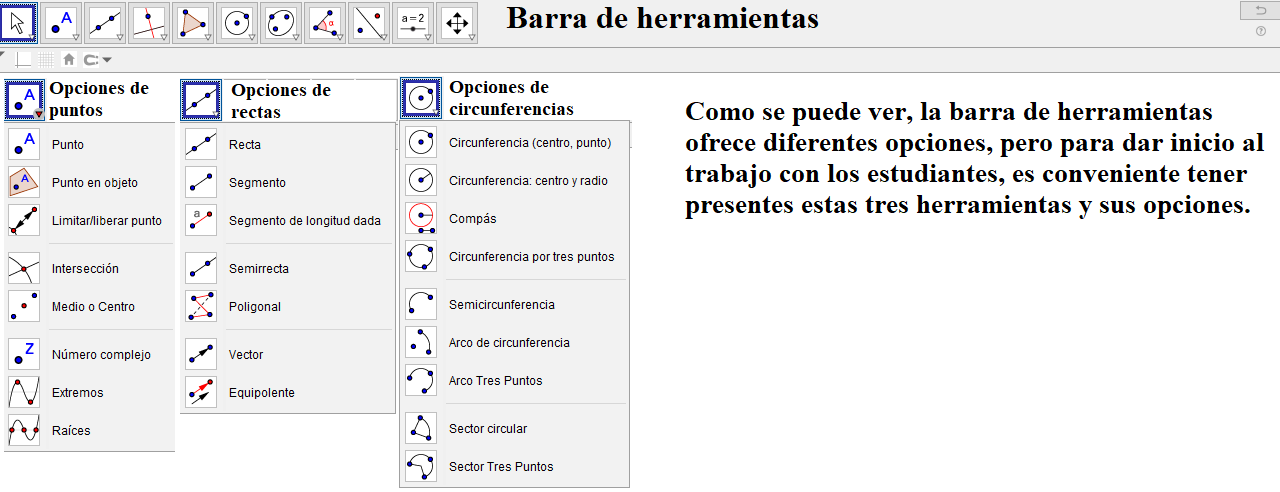 A
α
a=2
Barra de herramientas
A
Opciones de
puntos
A
Punto
A
Punto en objeto
Limitar/liberar punto
Intersección
Medio o Centro
Z
Número complejo
Extremos
Raíces
Opciones de
rectas
Recta
Segmento
a
Segmento de longitud dada
Semirrecta
Poligonal
Vector
Equipolente
Opciones de
circunferencias
Circunferencia (centro, punto)
Circunferencia: centro y radio
Compás
Circunferencia por tres puntos
Semicircunferencia
Arco de circunferencia
Arco Tres Puntos
Sector circular
Sector Tres Puntos
Como se puede ver, la barra de herramientas
ofrece diferentes opciones, pero para dar inicio al
trabajo con los estudiantes, es conveniente tener
presentes estas tres herramientas y sus opciones.